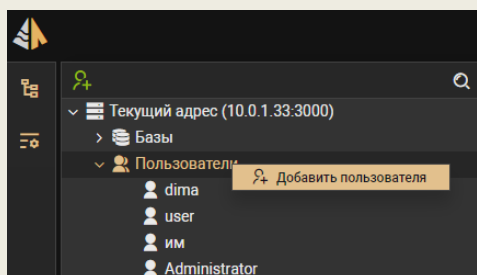 Текущий адрес (10.0.1.33:3000)
Базы
Пользователи
Добавить пользователя
dima
user
им
Administrator